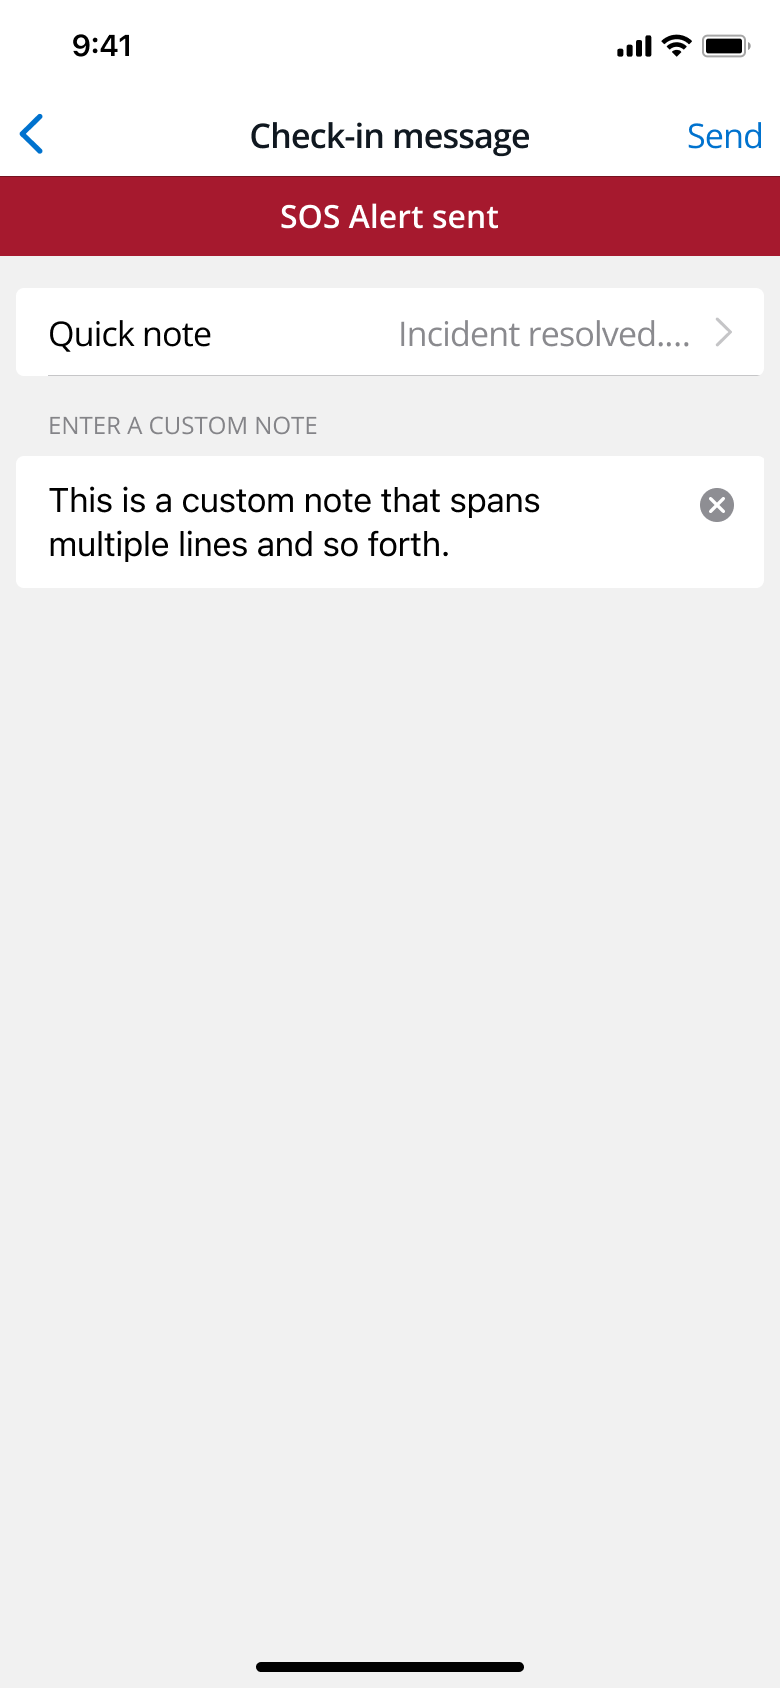 9:41
Check-in message
Send
SOS Alert sent
Quick note
Incident resolved....
ENTER A CUSTOM NOTE
This is a custom note that spans
multiple lines and so forth.